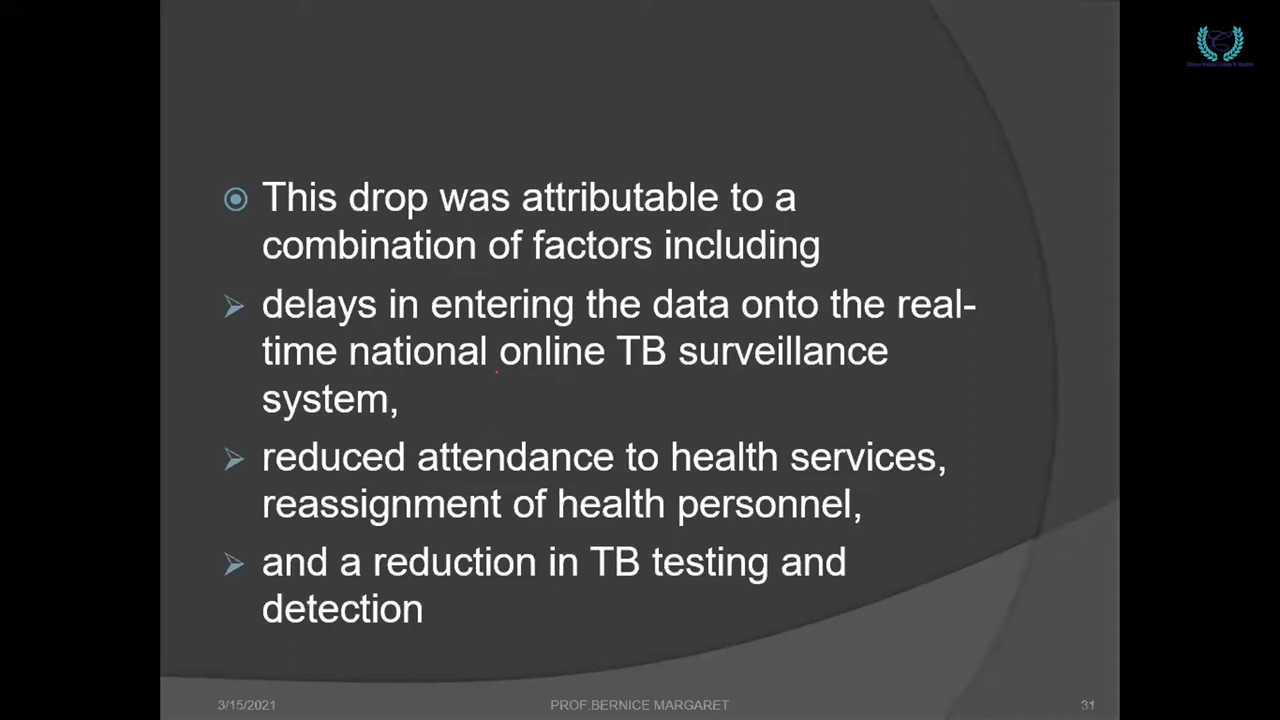 This drop was attributable to a
combination of factors including
delays in entering the data onto the real-
time national online TB surveillance
system,
reduced attendance to health services,
reassignment of health personnel,
and a reduction in TB testing and
detection
3/15/2021
PROF.BERNICE MARGARET
31